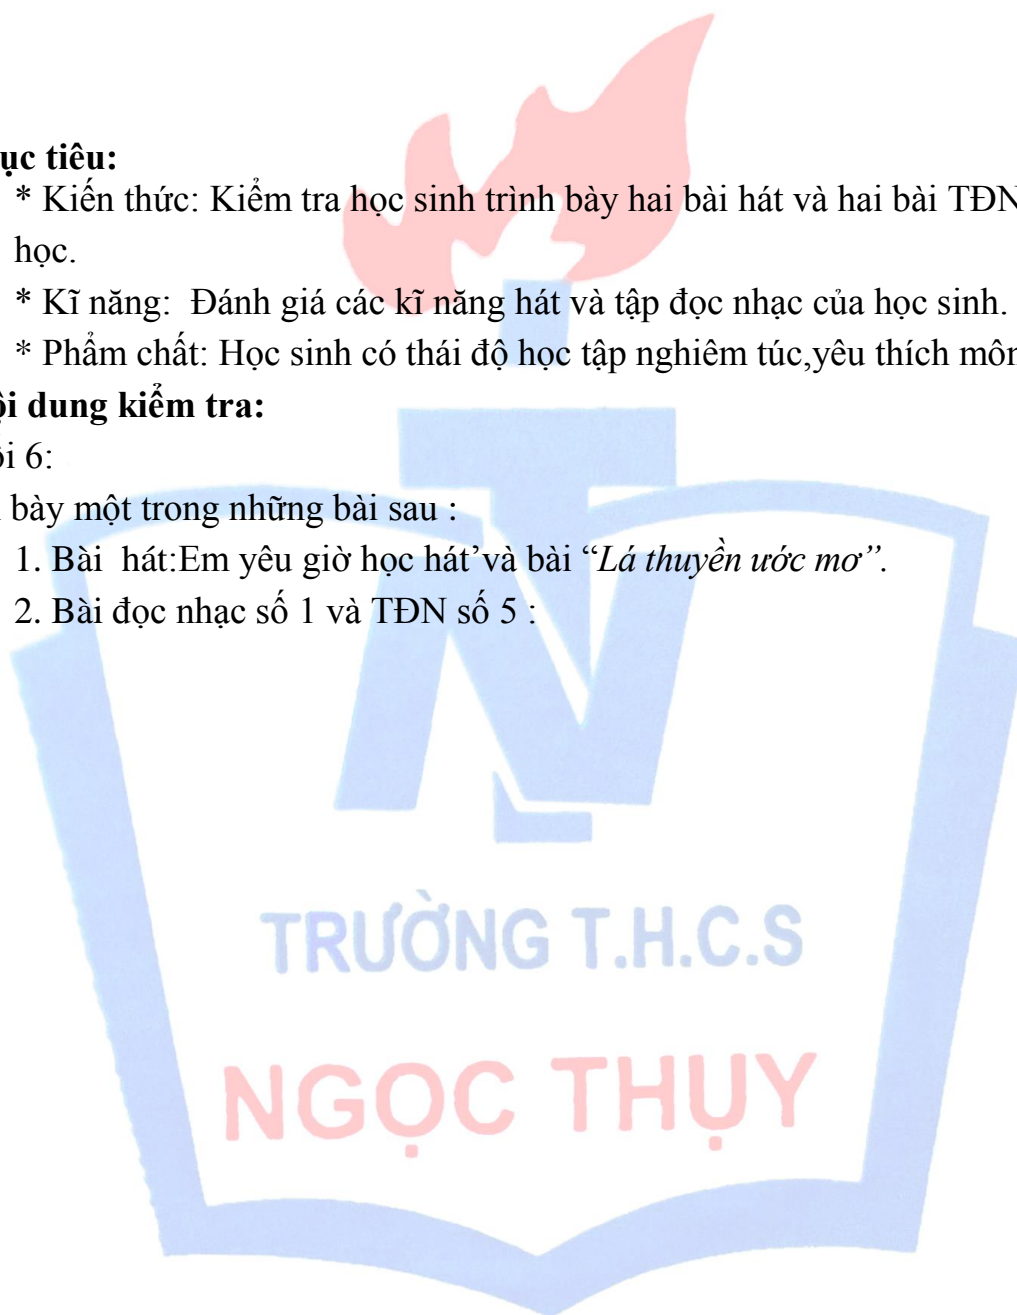 ục tiêu:
* Kiến thức: Kiểm tra học sinh trình bày hai bài hát và hai bài TĐN
học.
* Kĩ năng:  Đánh giá các kĩ năng hát và tập đọc nhạc của học sinh.
* Phẩm chất: Học sinh có thái độ học tập nghiêm túc,yêu thích môn
ội dung kiểm tra:
ối 6:
bày một trong những bài sau :
1. Bài  hát:Em yêu giờ học hát’và bài “Lá thuyền ước mơ”.
2. Bài đọc nhạc số 1 và TĐN số 5 :
TRƯỜNG T.H.C.S
NGỌC THỤY